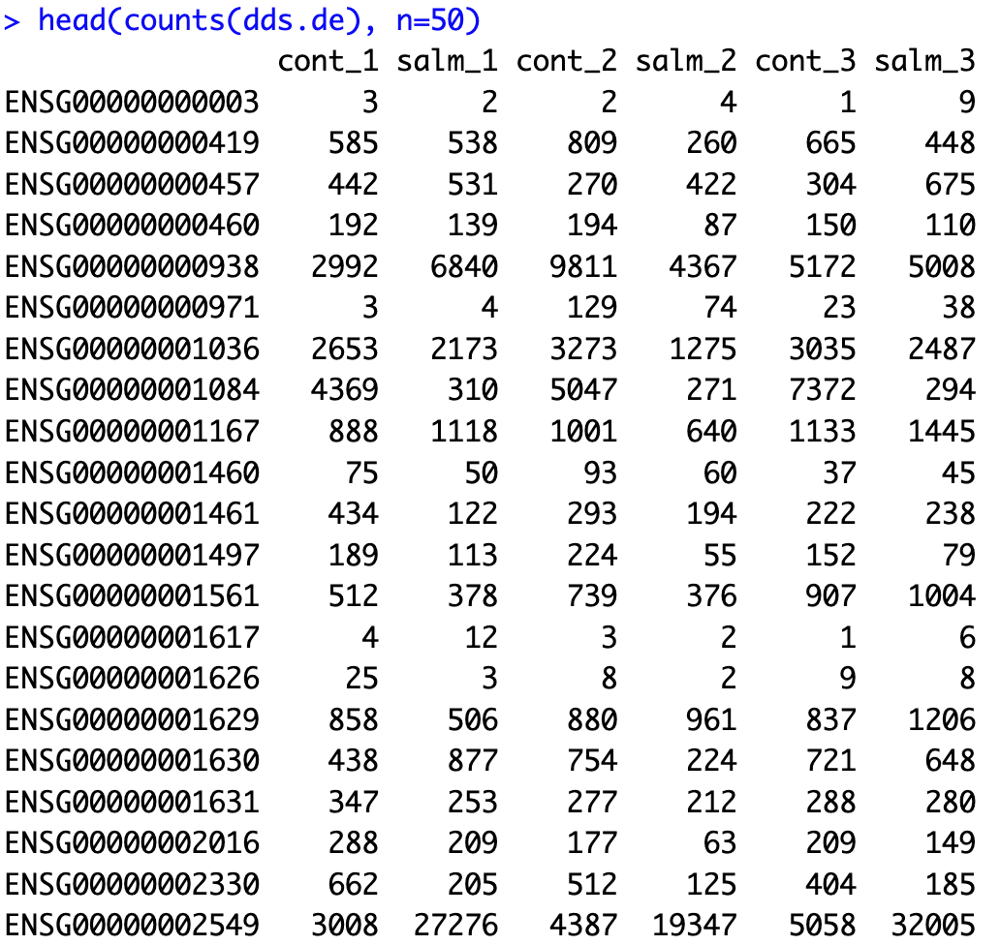 > head(counts(dds.de), n=50)
cont_1 salm_1 cont_2 salm_2 cont_3 salm_3
ENSG00000000003 3 2 2 4 1 9
ENSG00000000419 585 538 809 260 665 448
ENSG00000000457 442 531 270 422 304 675
ENSG00000000460 192 139 194 87 150 110
ENSG00000000938 2992 6840 9811 4367 5172 5008
ENSG00000000971 3 4 129 74 23 38
ENSG00000001036 2653 2173 3273 1275 3035 2487
ENSG00000001084 4369 310 5047 271 7372 294
ENSG00000001167 888 1118 1001 640 1133 1445
ENSG00000001460 75 50 93 60 37 45
ENSG00000001461 434 122 293 194 222 238
ENSG00000001497 189 113 224 55 152 79
ENSG00000001561 512 378 739 376 907 1004
ENSG00000001617 4 12 3 2 1 6
ENSG00000001626 25 3 8 2 9 8
ENSG00000001629 858 506 880 961 837 1206
ENSG00000001630 438 877 754 224 721 648
ENSG00000001631 347 253 277 212 288 280
ENSG00000002016 288 209 177 63 209 149
ENSG00000002330 662 205 512 125 404 185
ENSG00000002549 3008 27276 4387 19347 5058 32005